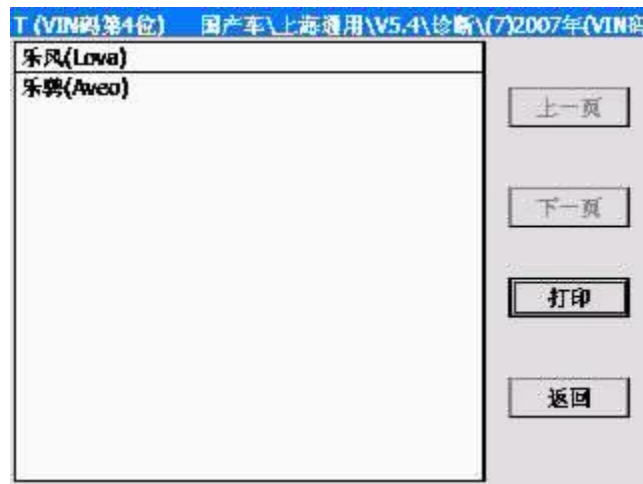 T (VIN码第4位) 国产车\上海通用\V5.4\诊断\(7)2007年(VIN码
乐风(Lova)
乐骋(Aveo)
上一页
下一页
打印
返回